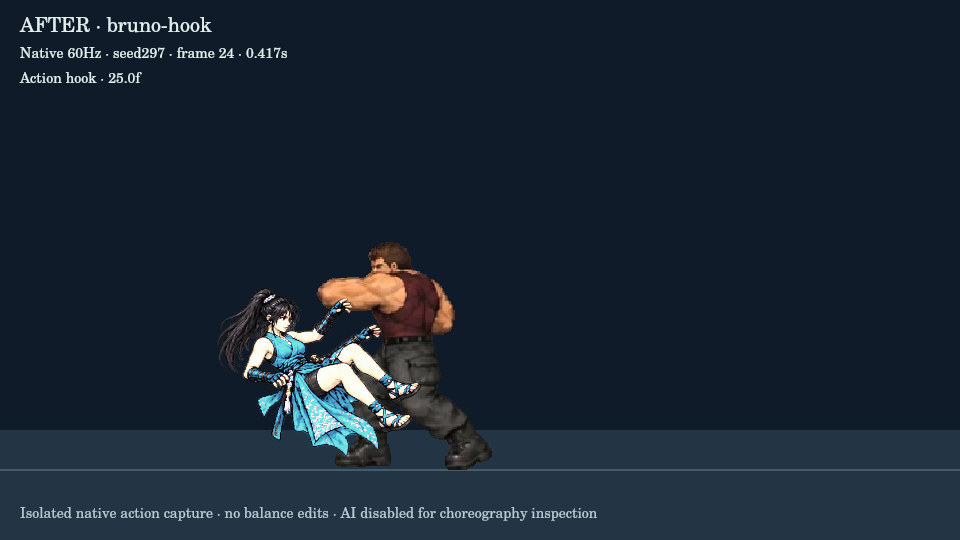 AFTER · bruno-hook
Native 60Hz · seed297 · frame 24 · 0.417s
Action hook · 25.0f
Isolated native action capture · no balance edits · AI disabled for choreography inspection